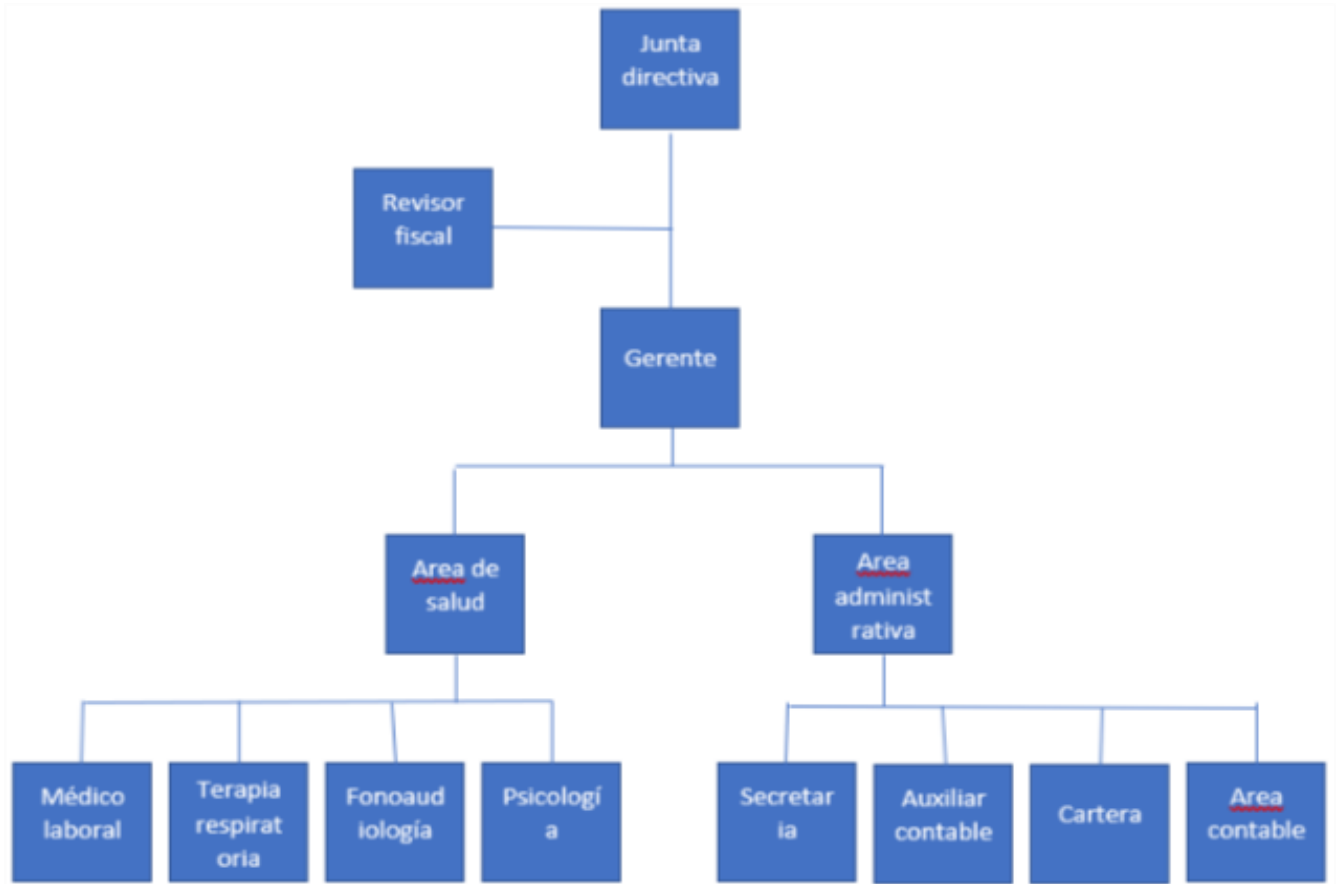 Junta
directiva
Revisor
fiscal
Gerente
Area de
salud
Area
administ
rativa
Médico
laboral
Terapia
respirat
oria
Fonoaud
iología
Psicologí
a
Secretar
ia
Auxiliar
contable
Cartera
Area
contable